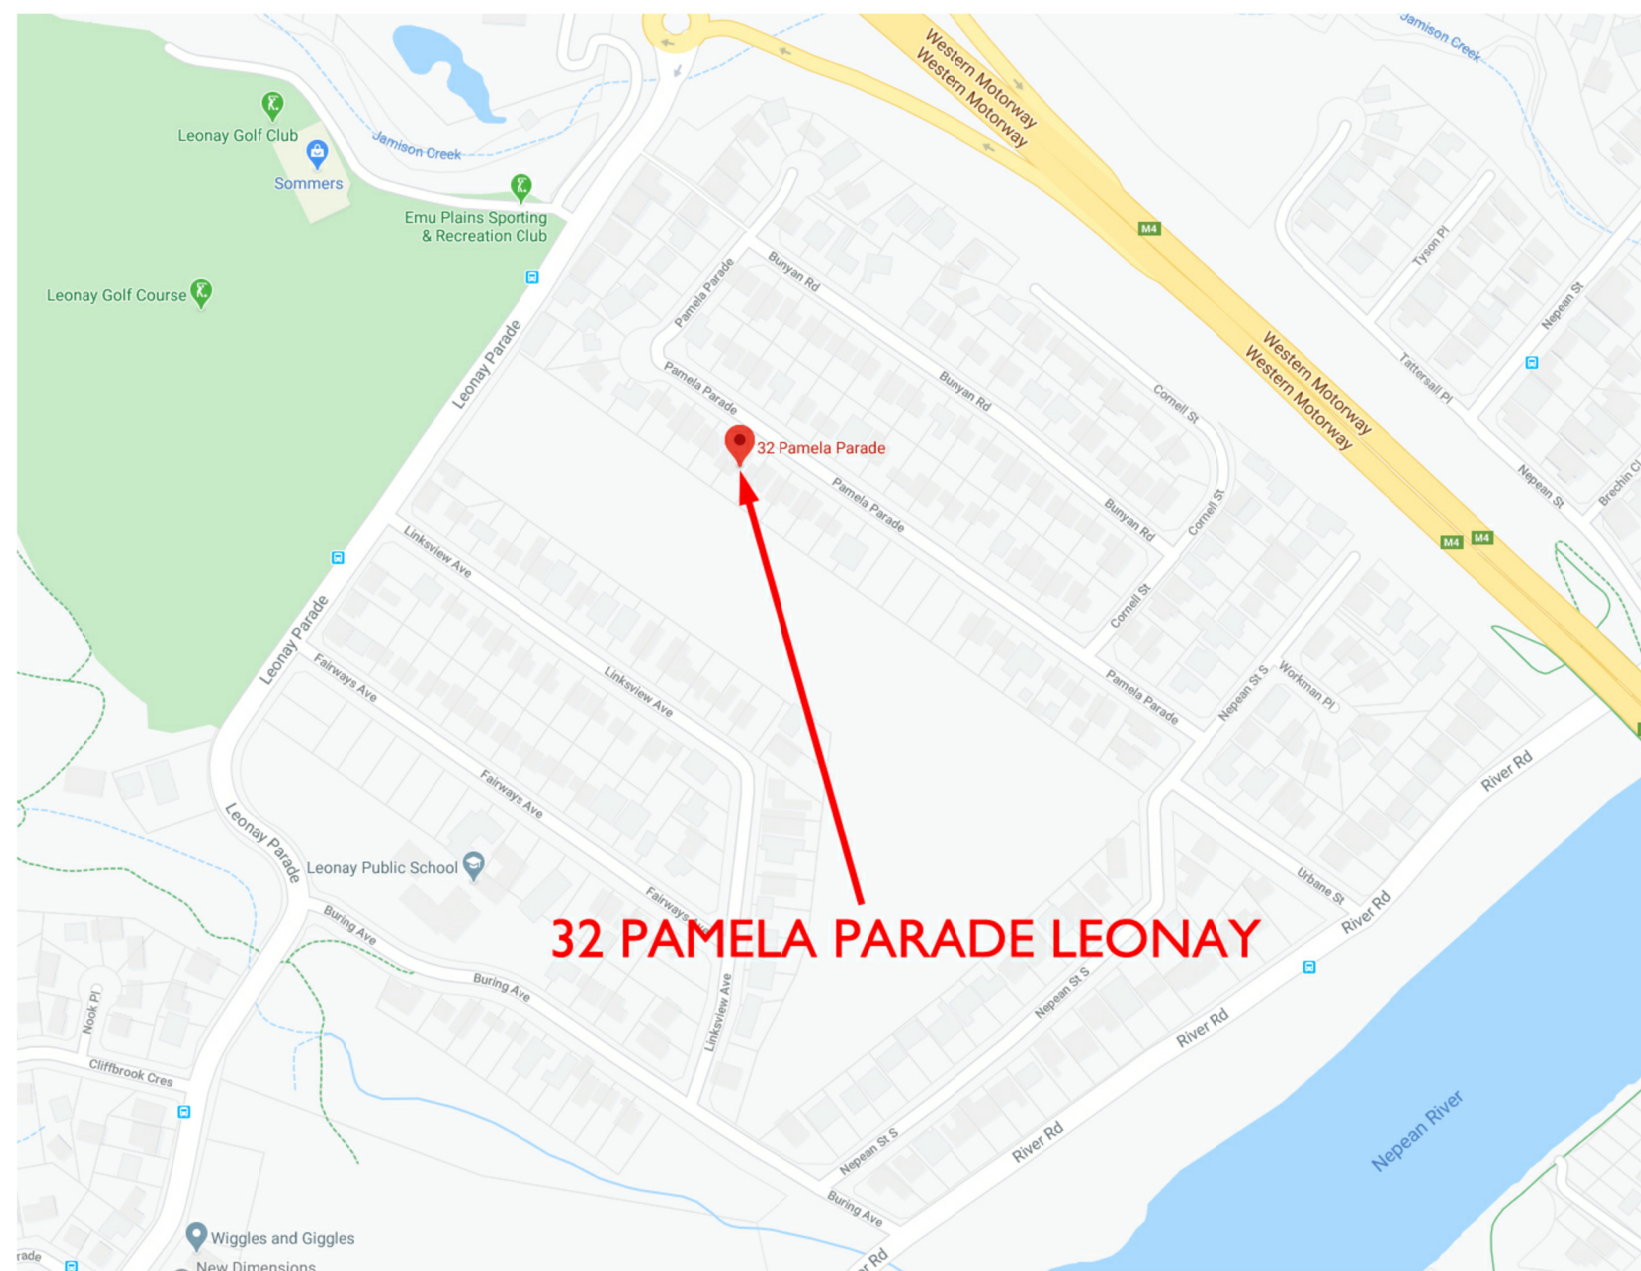 Jamison Creek
Western Motorway
Western Motorway
Leonay Golf Club
Jamison Creek
Sommers
Emu Plains Sporting
& Recreation Club
M4
Tyson Pl
Leonay Golf Course
Pamela Parade
Bunyan Rd
Nepean St
Leonay Parade
Western Motorway
Western Motorway
Tattersall Pl
Pamela Parade
Bunyan Rd
Cornell St
32 Pamela Parade
Pamela Parade
Bunyan Rd
Cornell St
Nepean St
Brechin Cl
M4
M4
Linksview Ave
Cornell St
Leonay Parade
Fairways Ave
Linksview Ave
Pamela Parade
Nepean St S
Workman Pl
River Rd
Fairways Ave
Leonay Parade
Leonay Public School
Urbane St
Fairways Ave
River Rd
Buring Ave
32 PAMELA PARADE LEONAY
Buring Ave
Nepean St S
Nook Pl
Linksview Ave
River Rd
Cliffbrook Cres
Nepean River
River Rd
Nepean St S
Buring Ave
Wiggles and Giggles
rade
New Dimensions
er Rd